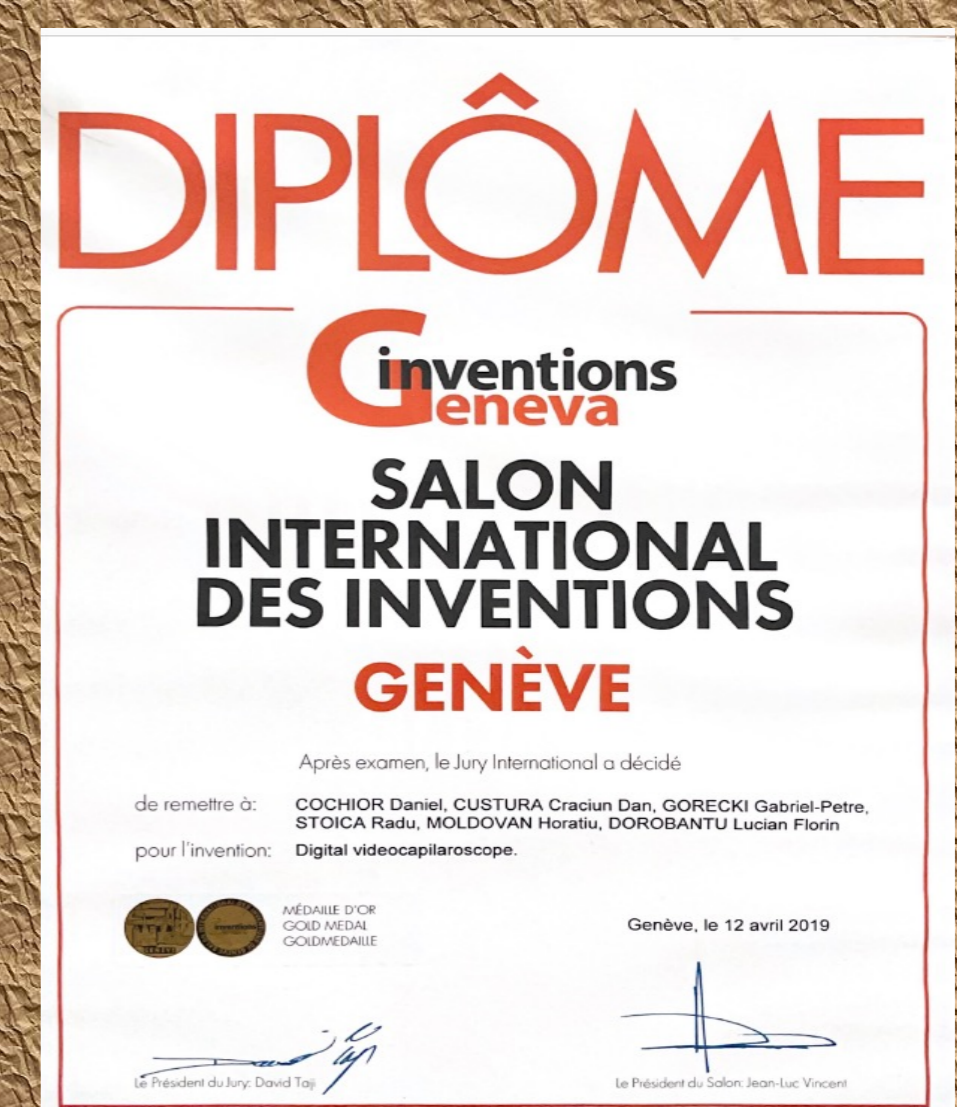 DIPLÔME
inventions
Geneva
SALON
INTERNATIONAL
DES INVENTIONS
GENÈVE
Après examen, le Jury International a décidé
de remettre à: COCHIOR Daniel, CUSTURA Craciun Dan, GORECKI Gabriel-Petre,
STOICA Radu, MOLDOVAN Horatiu, DOROBANTU Lucian Florin
pour l'invention: Digital videocapilaroscope.
MÉDAILLE D'OR
GOLD MEDAL
GOLDMEDAILLE
Genève, le 12 avril 2019
Le Président du Jury: David Taji
Le Président du Salon: Jean-Luc Vincent